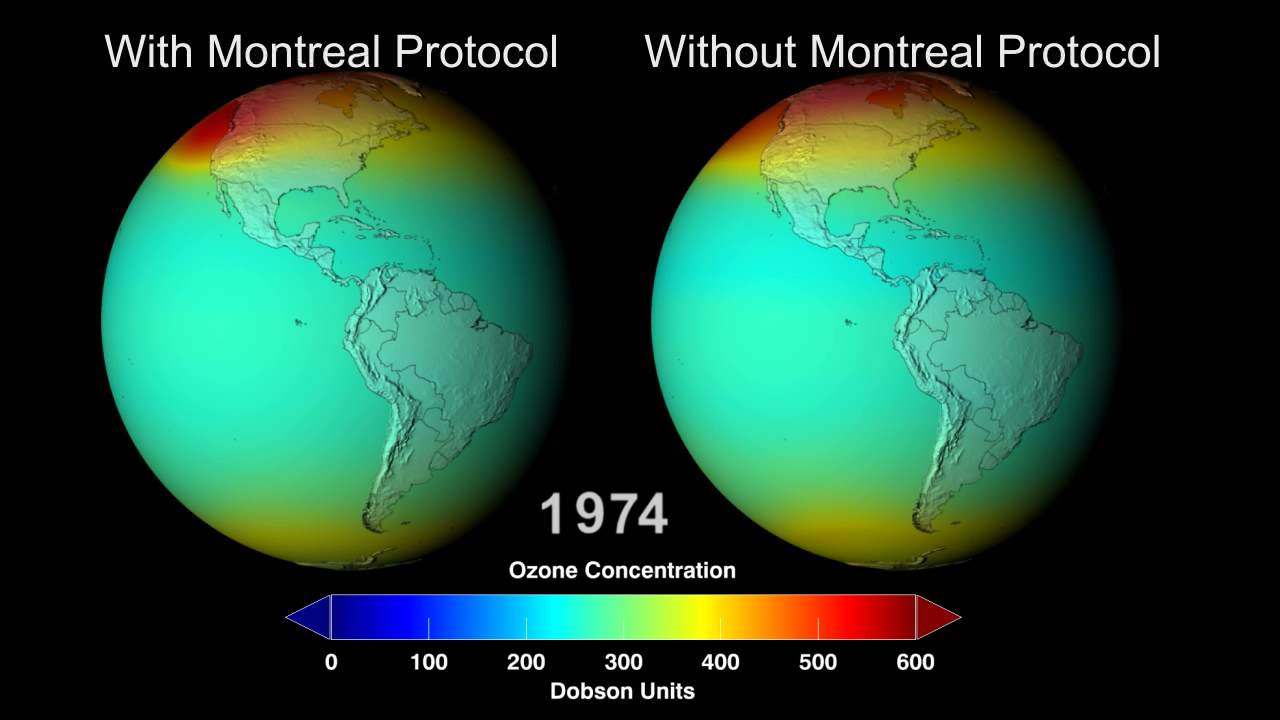 With Montreal Protocol
Without Montreal Protocol
1974
Ozone Concentration
0 100 200 300 400 500 600
Dobson Units